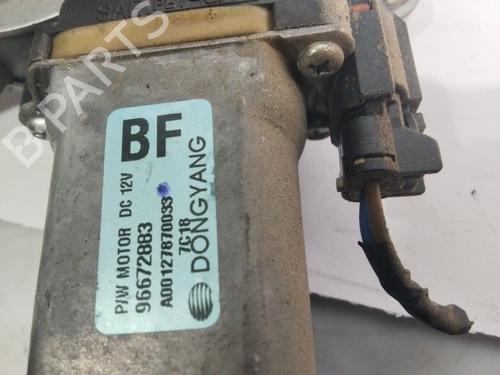 BF
P/W MOTOR DC 12V
96672883
A00127870033
7C18
DONGYANG
B-PARTS